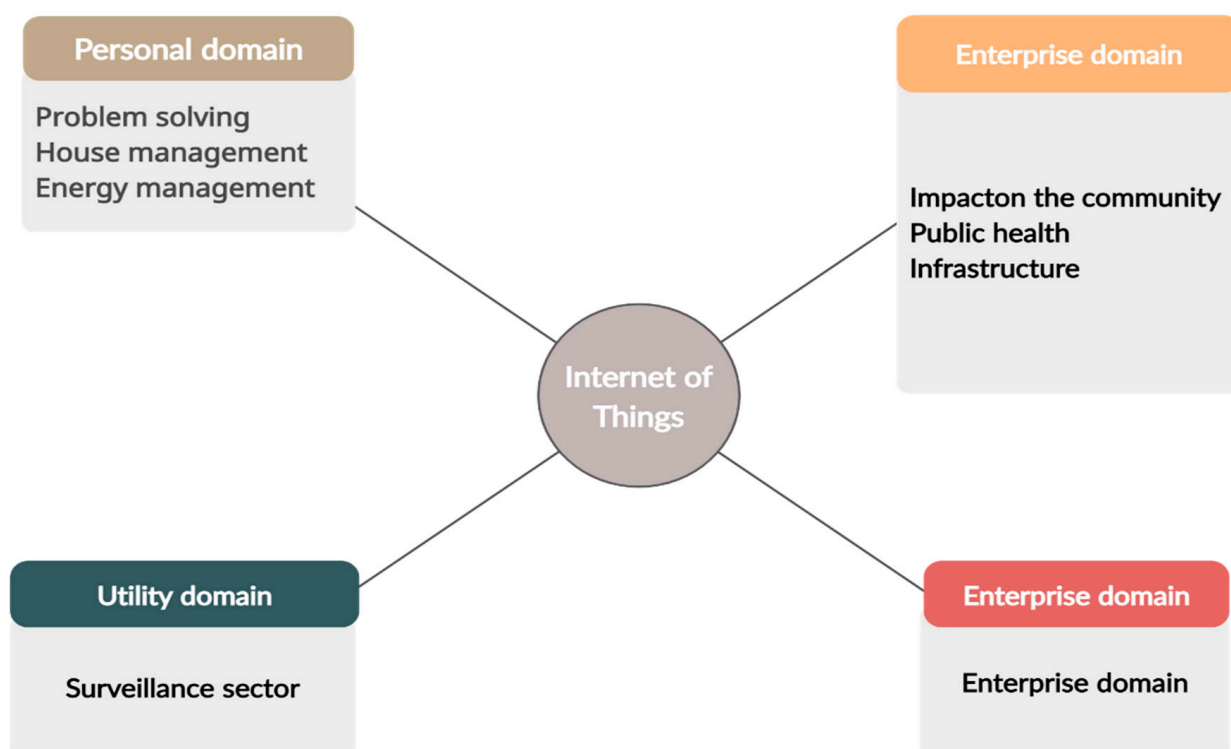 Personal domain
Problem solving
House management
Energy management
Enterprise domain
Impacton the community
Public health
Infrastructure
Internet of
Things
Utility domain
Surveillance sector
Enterprise domain
Enterprise domain